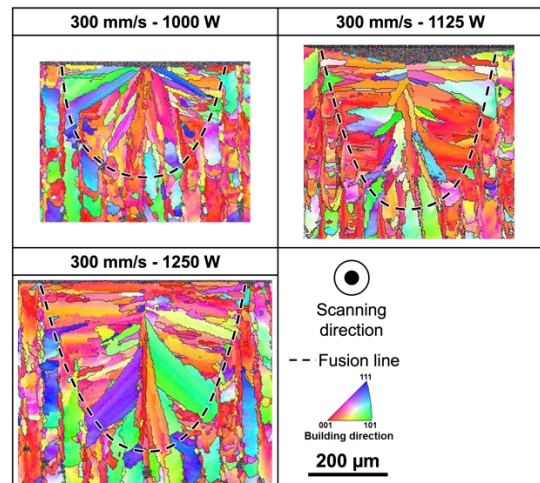 300 mm/s - 1000 W
300 mm/s - 1125 W
300 mm/s - 1250 W
Scanning
direction
Fusion line
111
001
101
Building direction
200 µm